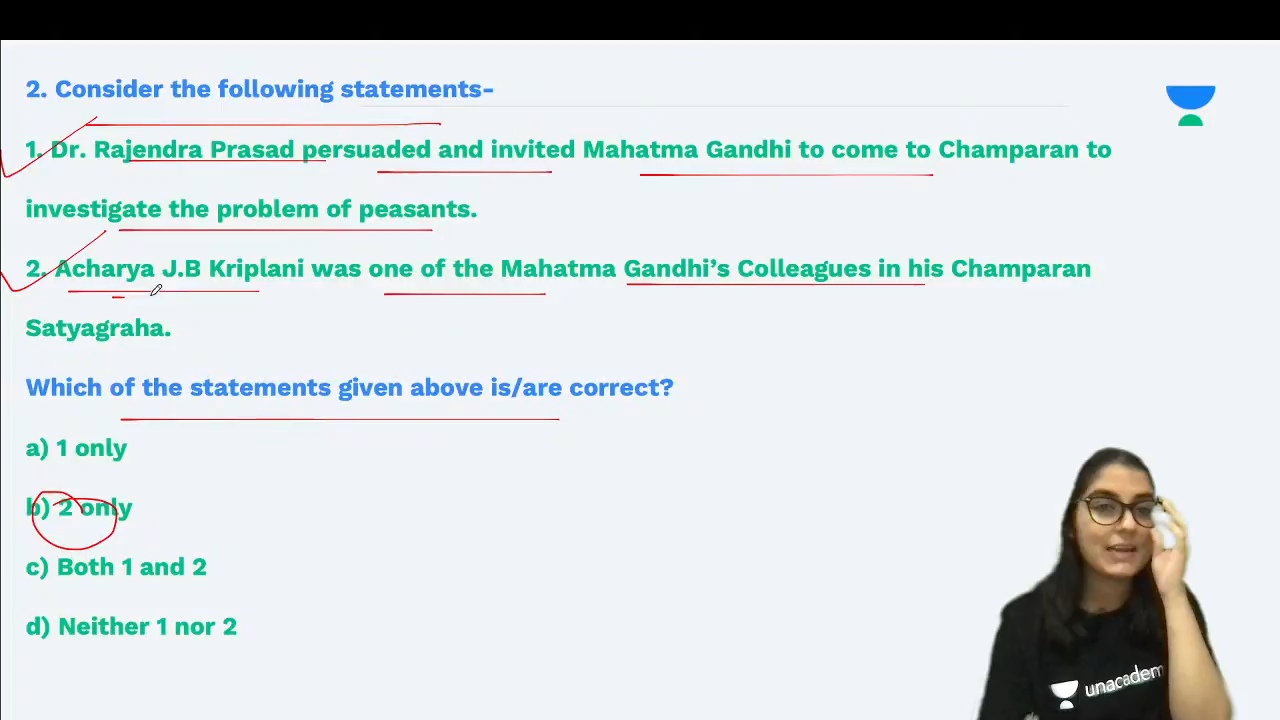 2. Consider the following statements-
1. Dr. Rajendra Prasad persuaded and invited Mahatma Gandhi to come to Champaran to
investigate the problem of peasants.
2. Acharya J.B Kriplani was one of the Mahatma Gandhi’s Colleagues in his Champaran
Satyagraha.
Which of the statements given above is/are correct?
a) 1 only
b) 2 only
c) Both 1 and 2
d) Neither 1 nor 2
unacadem